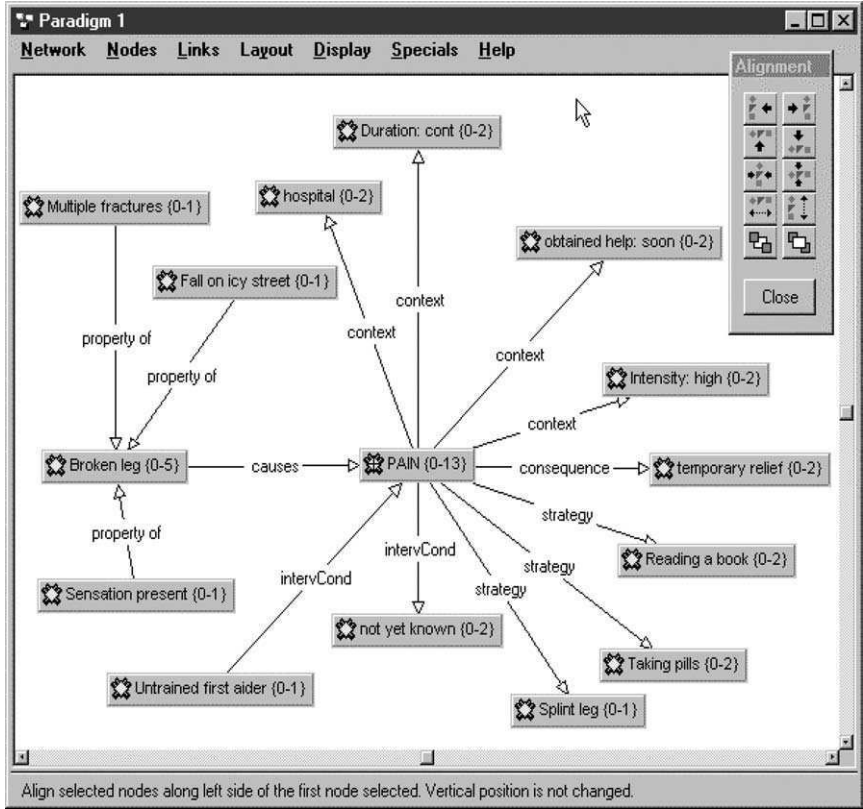 Paradigm 1
Network Nodes Links Layout Display Specials Help
Alignment
Duration: cont {0-2}
hospital {0-2}
Multiple fractures {0-1}
obtained help: soon {0-2}
Fall on icy street {0-1}
Close
context
context
property of
context
property of
Intensity: high {0-2}
context
Broken leg {0-5}
causes
PAIN {0-13}
consequence
temporary relief {0-2}
strategy
property of
intervCond
Reading a book {0-2}
strategy
intervCond
strategy
Sensation present {0-1}
not yet known {0-2}
Taking pills {0-2}
Untrained first aider {0-1}
Splint leg {0-1}
Align selected nodes along left side of the first node selected. Vertical position is not changed.